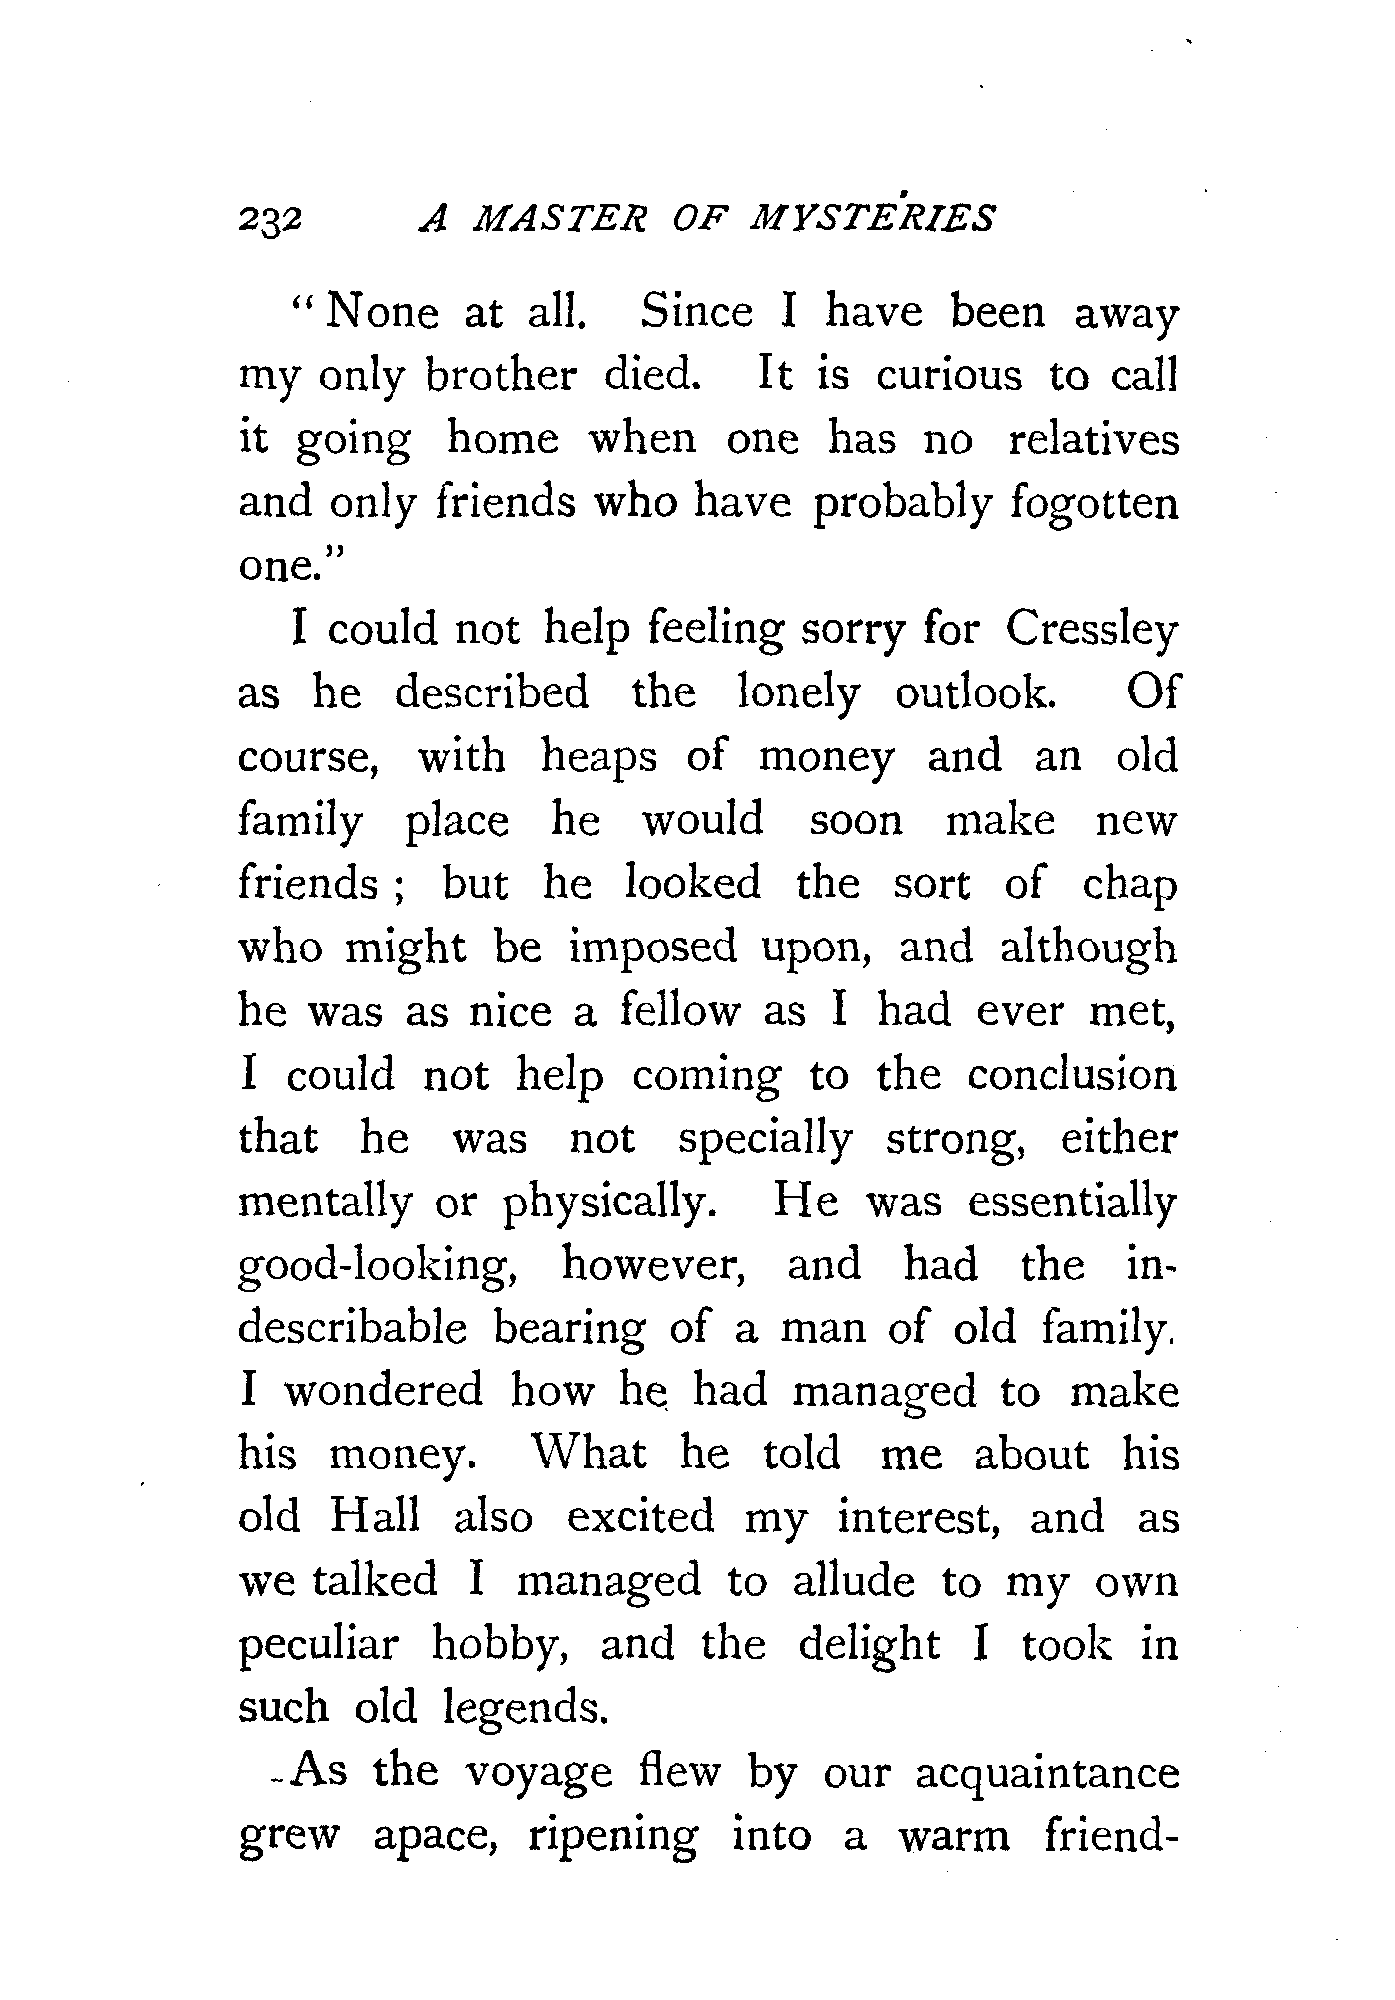 232 A MASTER OF MYSTERIES
“ None at all. Since I have been away
my only brother died. It is curious to call
it going home when one has no relatives
and only friends who have probably fogotten
one.”
I could not help feeling sorry for Cressley
as he described the lonely outlook. Of
course, with heaps of money and an old
family place he would soon make new
friends ; but he looked the sort of chap
who might be imposed upon, and although
he was as nice a fellow as I had ever met,
I could not help coming to the conclusion
that he was not specially strong, either
mentally or physically. He was essentially
good-looking, however, and had the in-
describable bearing of a man of old family.
I wondered how he had managed to make
his money. What he told me about his
old Hall also excited my interest, and as
we talked I managed to allude to my own
peculiar hobby, and the delight I took in
such old legends.
As the voyage flew by our acquaintance
grew apace, ripening into a warm friend-